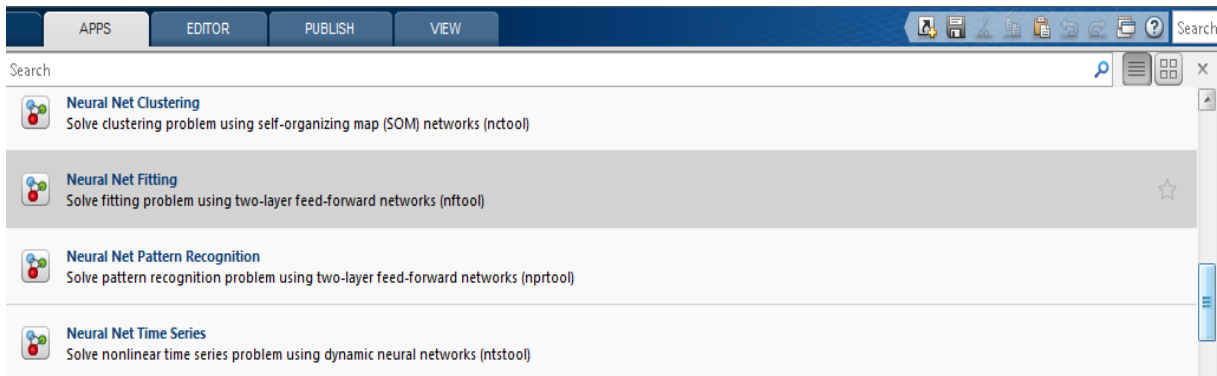 APPS EDITOR PUBLISH VIEW Search
Search
Neural Net Clustering
Solve clustering problem using self-organizing map (SOM) networks (nctool)
Neural Net Fitting
Solve fitting problem using two-layer feed-forward networks (nftool)
Neural Net Pattern Recognition
Solve pattern recognition problem using two-layer feed-forward networks (nprtool)
Neural Net Time Series
Solve nonlinear time series problem using dynamic neural networks (ntstool)